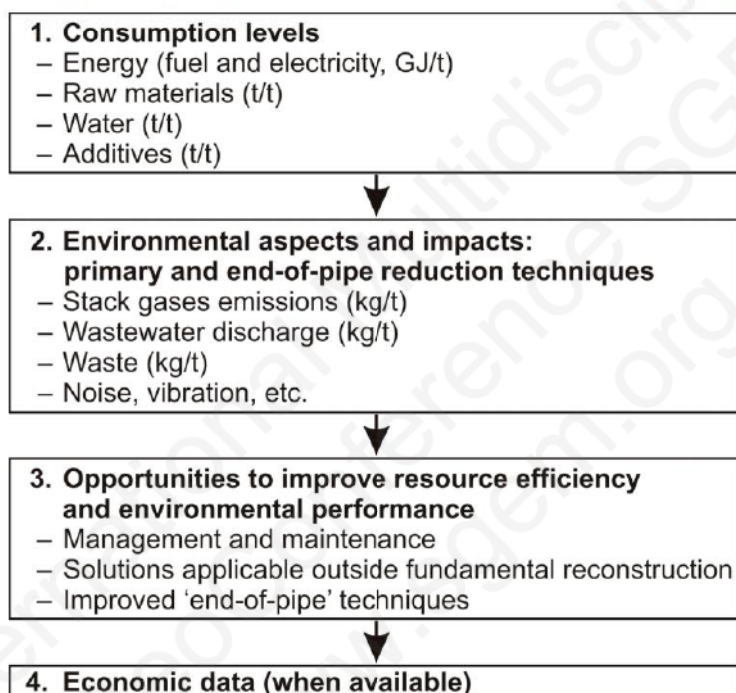 1. Consumption levels
– Energy (fuel and electricity, GJ/t)
– Raw materials (t/t)
– Water (t/t)
– Additives (t/t)
2. Environmental aspects and impacts:
primary and end-of-pipe reduction techniques
– Stack gases emissions (kg/t)
– Wastewater discharge (kg/t)
– Waste (kg/t)
– Noise, vibration, etc.
3. Opportunities to improve resource efficiency
and environmental performance
– Management and maintenance
– Solutions applicable outside fundamental reconstruction
– Improved ‘end-of-pipe’ techniques
4. Economic data (when available)